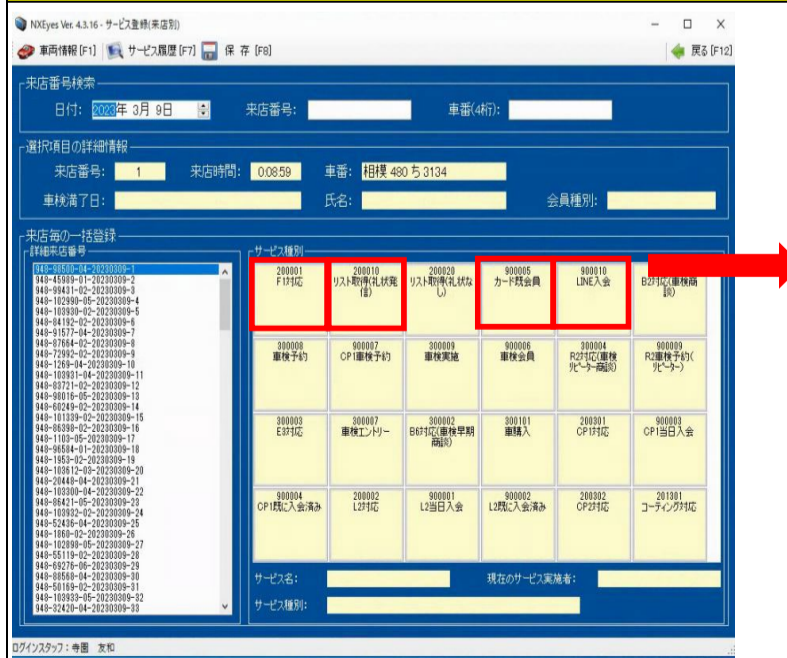 NXEyes Ver. 4.3.16 - サービス登録(来店別)
車両情報 [F1] サービス履歴 [F7] 保 存 [F8] 戻る [F12]
来店番号検索
日付: 2023年 3月 9日 来店番号: 車番(4桁):
選択項目の詳細情報
来店番号: 1 来店時間: 0:08:59 車番: 相模 480 ち 3134
車検満了日: 氏名: 会員種別:
来店毎の一括登録
詳細来店番号
948-98500-04-20230309-1
948-45989-01-20230309-2
948-99431-02-20230309-3
948-102990-05-20230309-4
948-103930-02-20230309-5
948-84192-02-20230309-6
948-91577-04-20230309-7
948-87664-02-20230309-8
948-72992-02-20230309-9
948-1269-04-20230309-10
948-103931-04-20230309-11
948-83721-02-20230309-12
948-98016-05-20230309-13
948-60249-02-20230309-14
948-101339-02-20230309-15
948-86398-02-20230309-16
948-1103-05-20230309-17
948-96584-01-20230309-18
948-1953-02-20230309-19
948-103612-03-20230309-20
948-20448-04-20230309-21
948-103300-04-20230309-22
948-86421-05-20230309-23
948-103932-02-20230309-24
948-52436-04-20230309-25
948-1860-02-20230309-26
948-102898-05-20230309-27
948-55119-02-20230309-28
948-69276-06-20230309-29
948-88568-04-20230309-30
948-50169-02-20230309-31
948-103933-05-20230309-32
948-32420-04-20230309-33
サービス種別
200001
F1対応
200010
リスト取得(礼状発信)
200020
リスト取得(礼状なし)
900005
カード既会員
900010
LINE入会
B2対応(車検商談)
300008
車検予約
900007
CP1車検予約
300009
車検実施
900006
車検会員
300004
R2対応(車検リピーター商談)
900009
R2車検予約(リピーター)
300003
E3対応
300007
車検エントリー
300002
B6対応(車検早期商談)
300101
車購入
200301
CP1対応
900003
CP1当日入会
900004
CP1既に入会済み
200002
L2対応
900001
L2当日入会
900002
L2既に入会済み
200302
CP2対応
201301
コーティング対応
サービス名: 現在のサービス実施者:
サービス種別:
ログインスタッフ : 寺園 友和